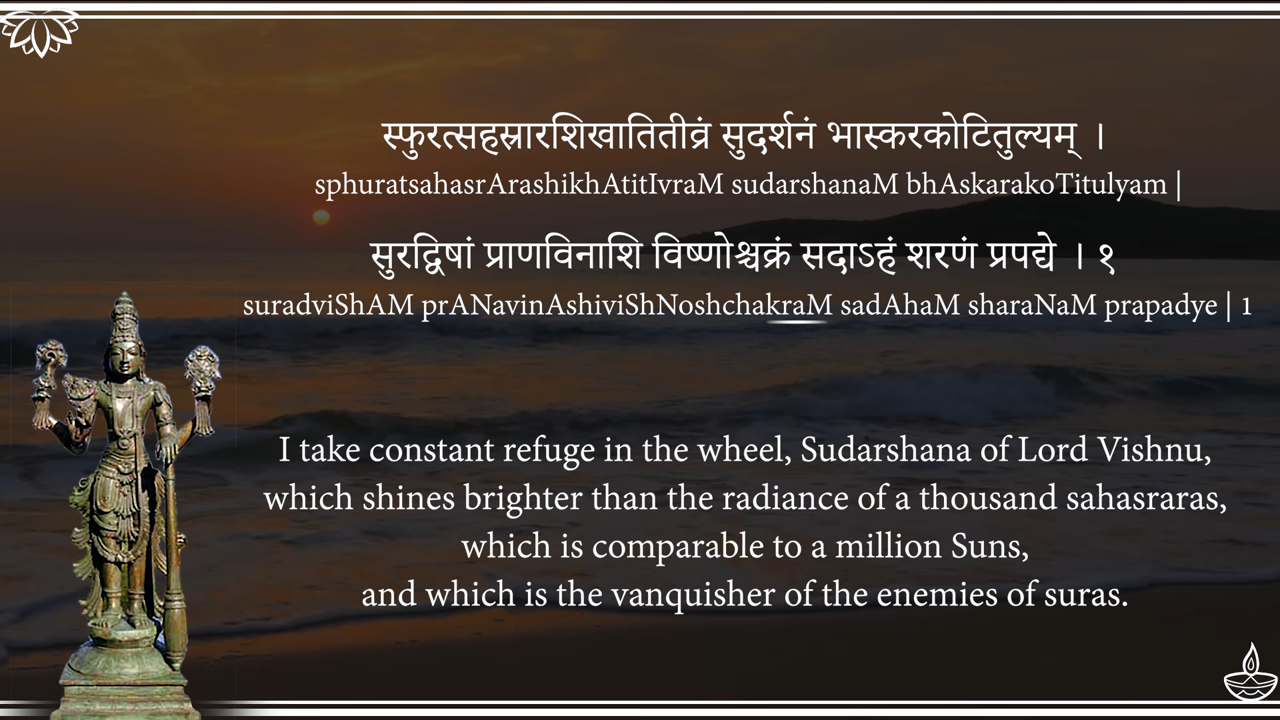 स्फुरत्सहस्रारशिखातितीव्रं सुदर्शनं भास्करकोटितुल्यम् ।
sphuratsahasrArashikhAtitIvraM sudarshanaM bhAskarakoTitulyam |
सुरद्विषां प्राणविनाशि विष्णोश्चक्रं सदाऽहं शरणं प्रपद्ये । १
suradviShAM prANavinAshiviShNoshchakraM sadAhaM sharaNaM prapadye | 1
I take constant refuge in the wheel, Sudarshana of Lord Vishnu,
which shines brighter than the radiance of a thousand sahasraras,
which is comparable to a million Suns,
and which is the vanquisher of the enemies of suras.